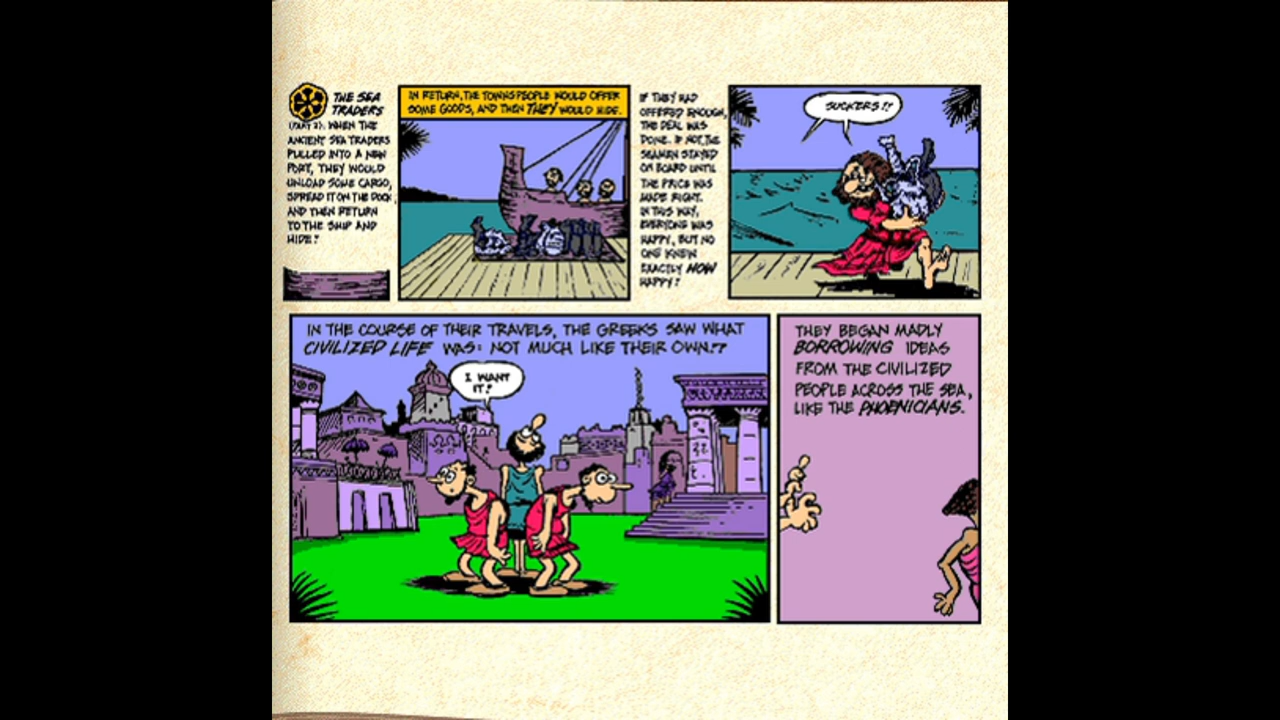 THE SEA
TRADERS
(PART 2). WHEN THE
ANCIENT SEA TRADERS
PULLED INTO A NEW
PORT, THEY WOULD
UNLOAD SOME CARGO,
SPREAD IT ON THE DOCK,
AND THEN RETURN
TO THE SHIP AND
HIDE!
IN RETURN, THE TOWNSPEOPLE WOULD OFFER
SOME GOODS, AND THEN THEY WOULD HIDE.
IF THEY HAD
OFFERED ENOUGH,
THE DEAL WAS
DONE. IF NOT, THE
SEAMEN STAYED
ON BOARD UNTIL
THE PRICE WAS
MADE RIGHT.
IN THIS WAY,
EVERYONE WAS
HAPPY, BUT NO
ONE KNEW
EXACTLY HOW
HAPPY!
SUCKERS!!
IN THE COURSE OF THEIR TRAVELS, THE GREEKS SAW WHAT
CIVILIZED LIFE WAS: NOT MUCH LIKE THEIR OWN!?
I WANT
IT!
THEY BEGAN MADLY
BORROWING IDEAS
FROM THE CIVILIZED
PEOPLE ACROSS THE SEA,
LIKE THE PHOENICIANS.